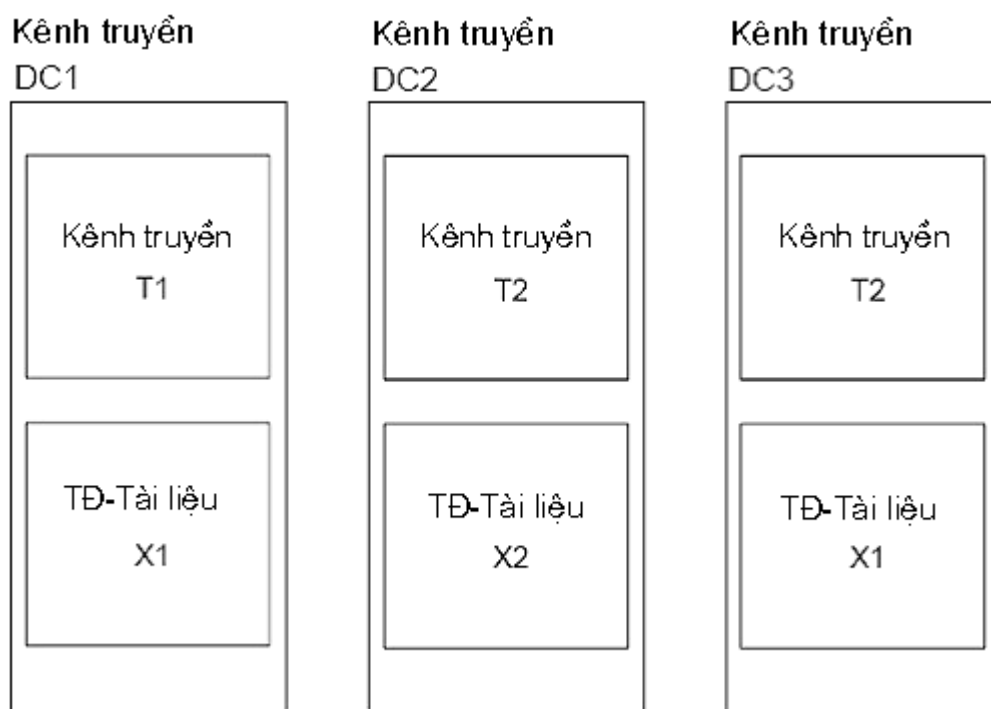 Kênh truyền
DC1
Kênh truyền
T1
TĐ-Tài liệu
X1
Kênh truyền
DC2
Kênh truyền
T2
TĐ-Tài liệu
X2
Kênh truyền
DC3
Kênh truyền
T2
TĐ-Tài liệu
X1